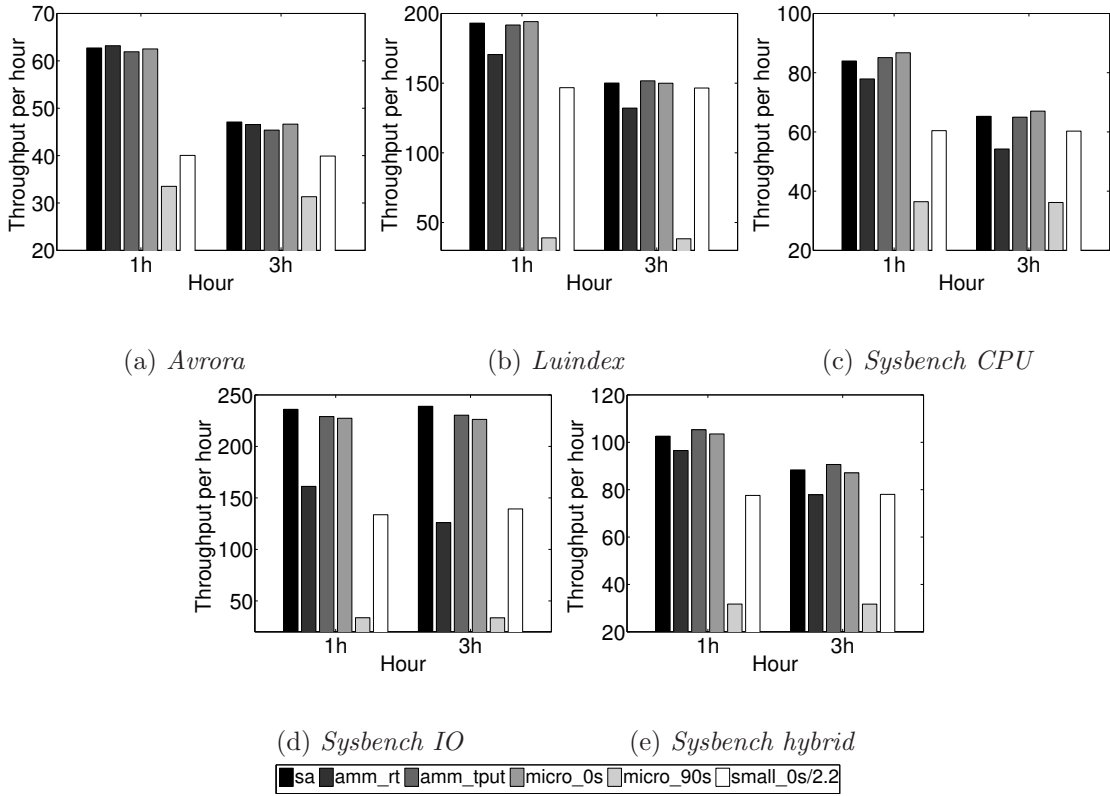 Throughput per hour
70
60
50
40
30
20
1h
3h
Hour
(a) Avrora
Throughput per hour
200
150
100
50
1h
3h
Hour
(b) Luindex
Throughput per hour
100
80
60
40
20
1h
3h
Hour
(c) Sysbench CPU
Throughput per hour
250
200
150
100
50
1h
3h
Hour
(d) Sysbench IO
Throughput per hour
120
100
80
60
40
20
1h
3h
Hour
(e) Sysbench hybrid
sa amm_rt amm_tput micro_0s micro_90s small_0s/2.2